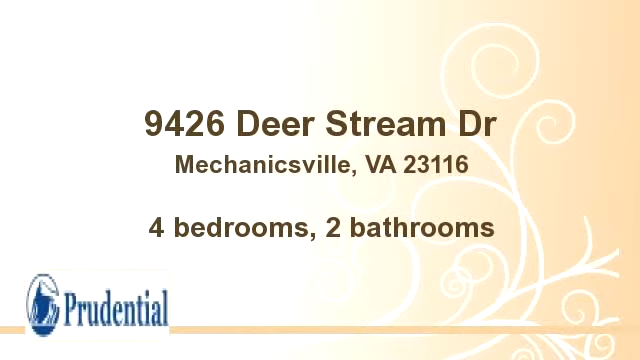 9426 Deer Stream Dr
Mechanicsville, VA 23116
4 bedrooms, 2 bathrooms
Prudential